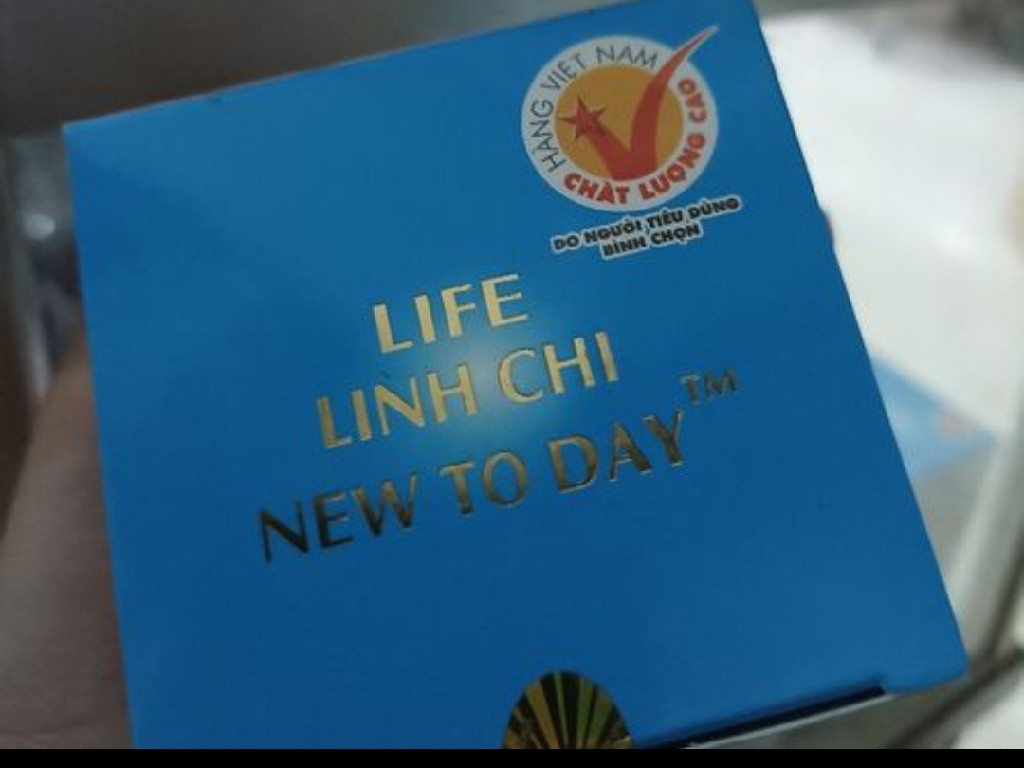 HÀNG VIỆT NAM
CHẤT LƯỢNG CAO
DO NGƯỜI TIÊU DÙNG
BÌNH CHỌN
LIFE
LINH CHI
NEW TO DAY™